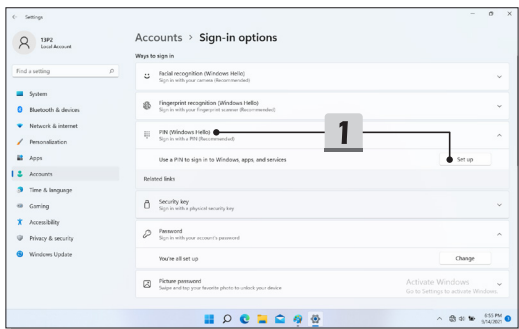 Settings
13P2
Local Account
Find a setting
System
Bluetooth & devices
Network & internet
Personalization
Apps
Accounts
Time & language
Gaming
Accessibility
Privacy & security
Windows Update
Accounts > Sign-in options
Ways to sign in
Facial recognition (Windows Hello)
Sign in with your camera (Recommended)
Fingerprint recognition (Windows Hello)
Sign in with your fingerprint scanner (Recommended)
PIN (Windows Hello)
Sign in with a PIN (Recommended)
1
Use a PIN to sign in to Windows, apps, and services
Set up
Related links
Security key
Sign in with a physical security key
Password
Sign in with your account's password
You're all set up
Change
Picture password
Swipe and tap your favorite photo to unlock your device
Activate Windows
Go to Settings to activate Windows.
6:55 PM
5/14/2021